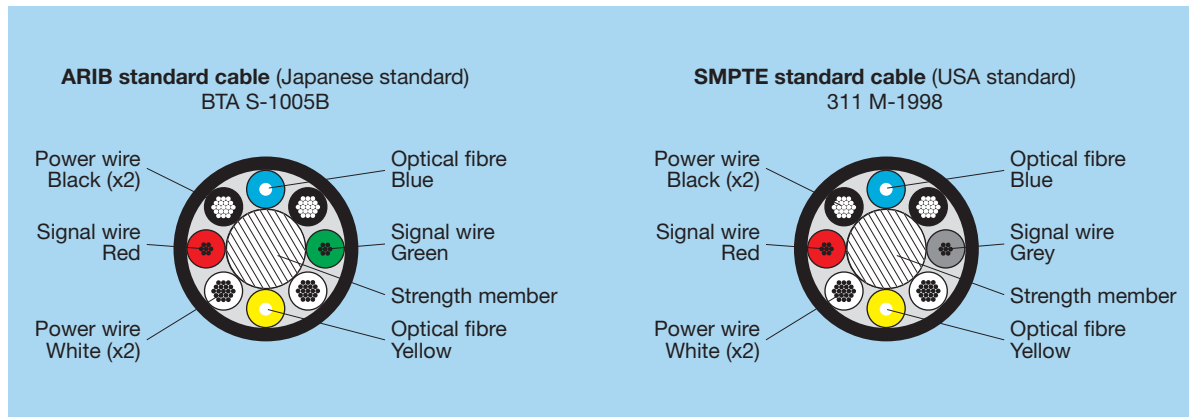 ARIB standard cable (Japanese standard)
BTA S-1005B
Power wire
Black (x2)
Optical fibre
Blue
Signal wire
Red
Signal wire
Green
Strength member
Power wire
White (x2)
Optical fibre
Yellow
SMPTE standard cable (USA standard)
311 M-1998
Power wire
Black (x2)
Optical fibre
Blue
Signal wire
Red
Signal wire
Grey
Strength member
Power wire
White (x2)
Optical fibre
Yellow